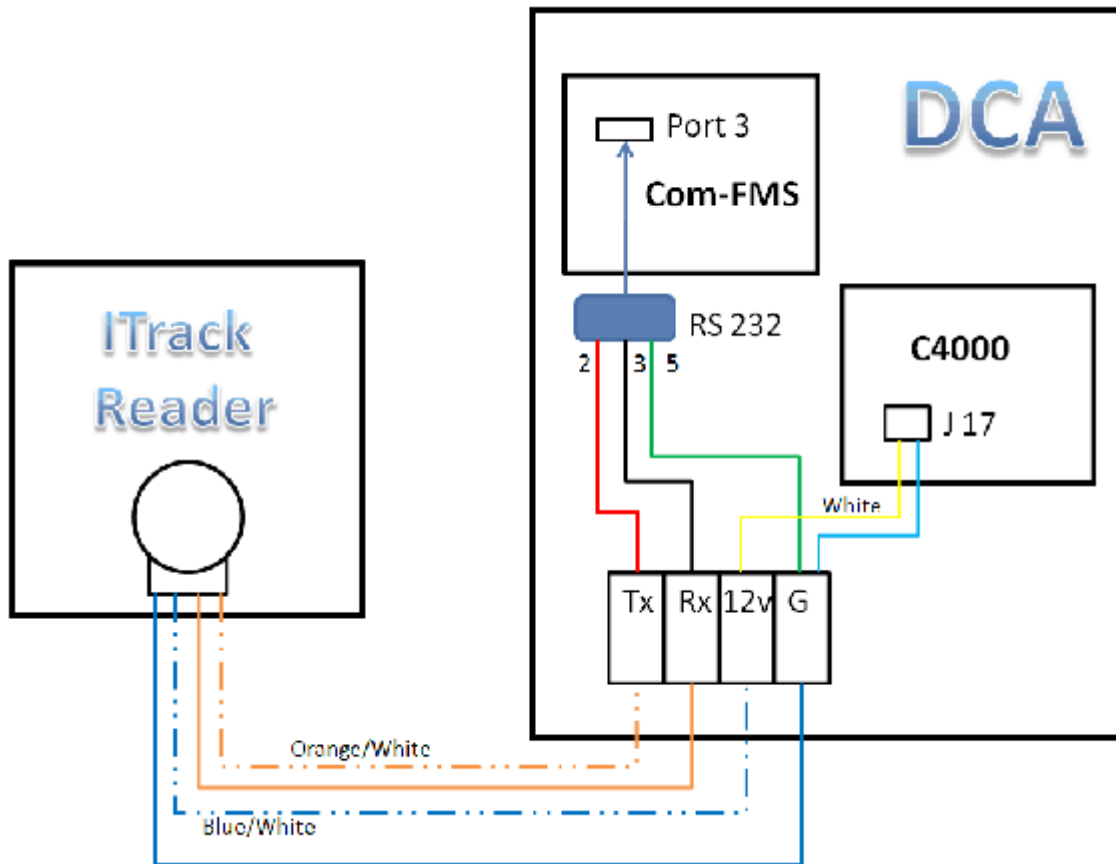 DCA
Port 3
Com-FMS
RS 232
2 3 5
C4000
J 17
ITrack
Reader
White
Tx Rx 12v G
Orange/White
Blue/White